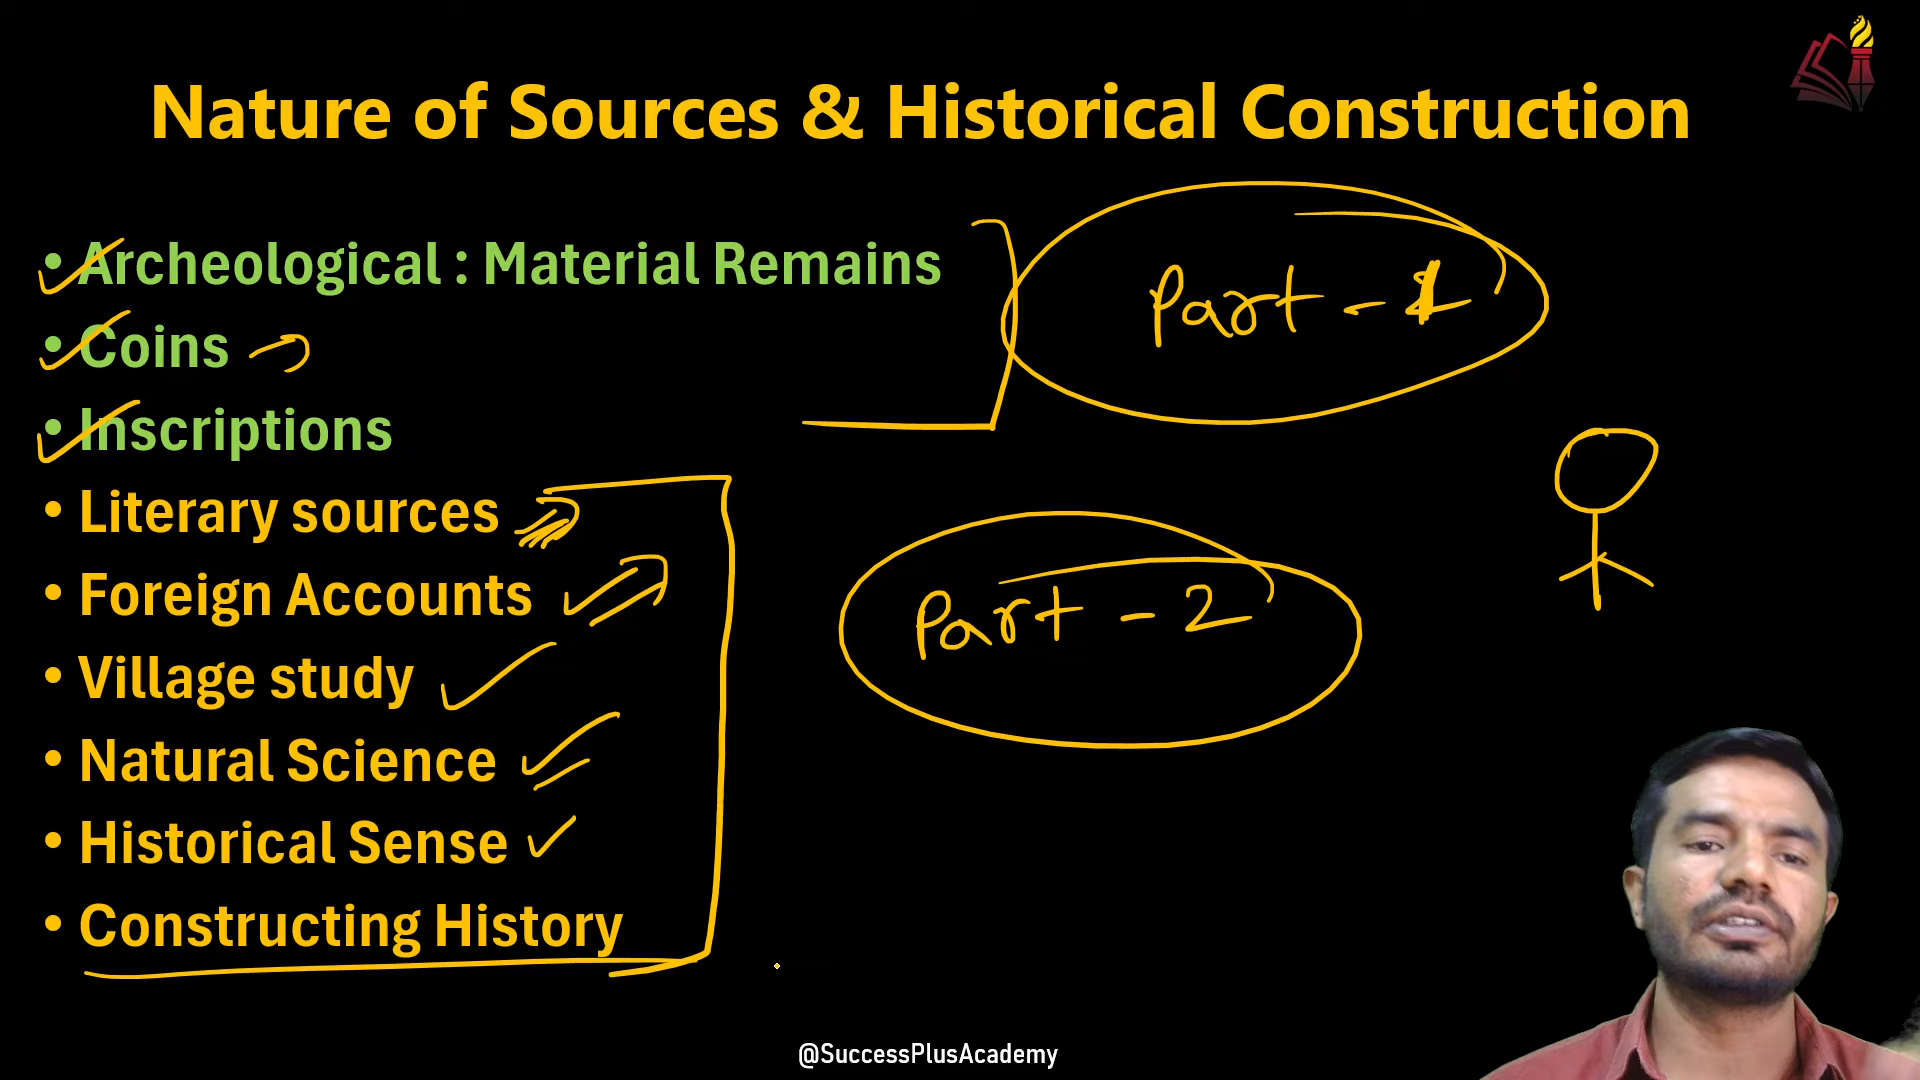 Nature of Sources & Historical Construction
• Archeological : Material Remains
• Coins
• Inscriptions
Part - 1
• Literary sources
• Foreign Accounts
• Village study
• Natural Science
• Historical Sense
• Constructing History
Part - 2
@SuccessPlusAcademy